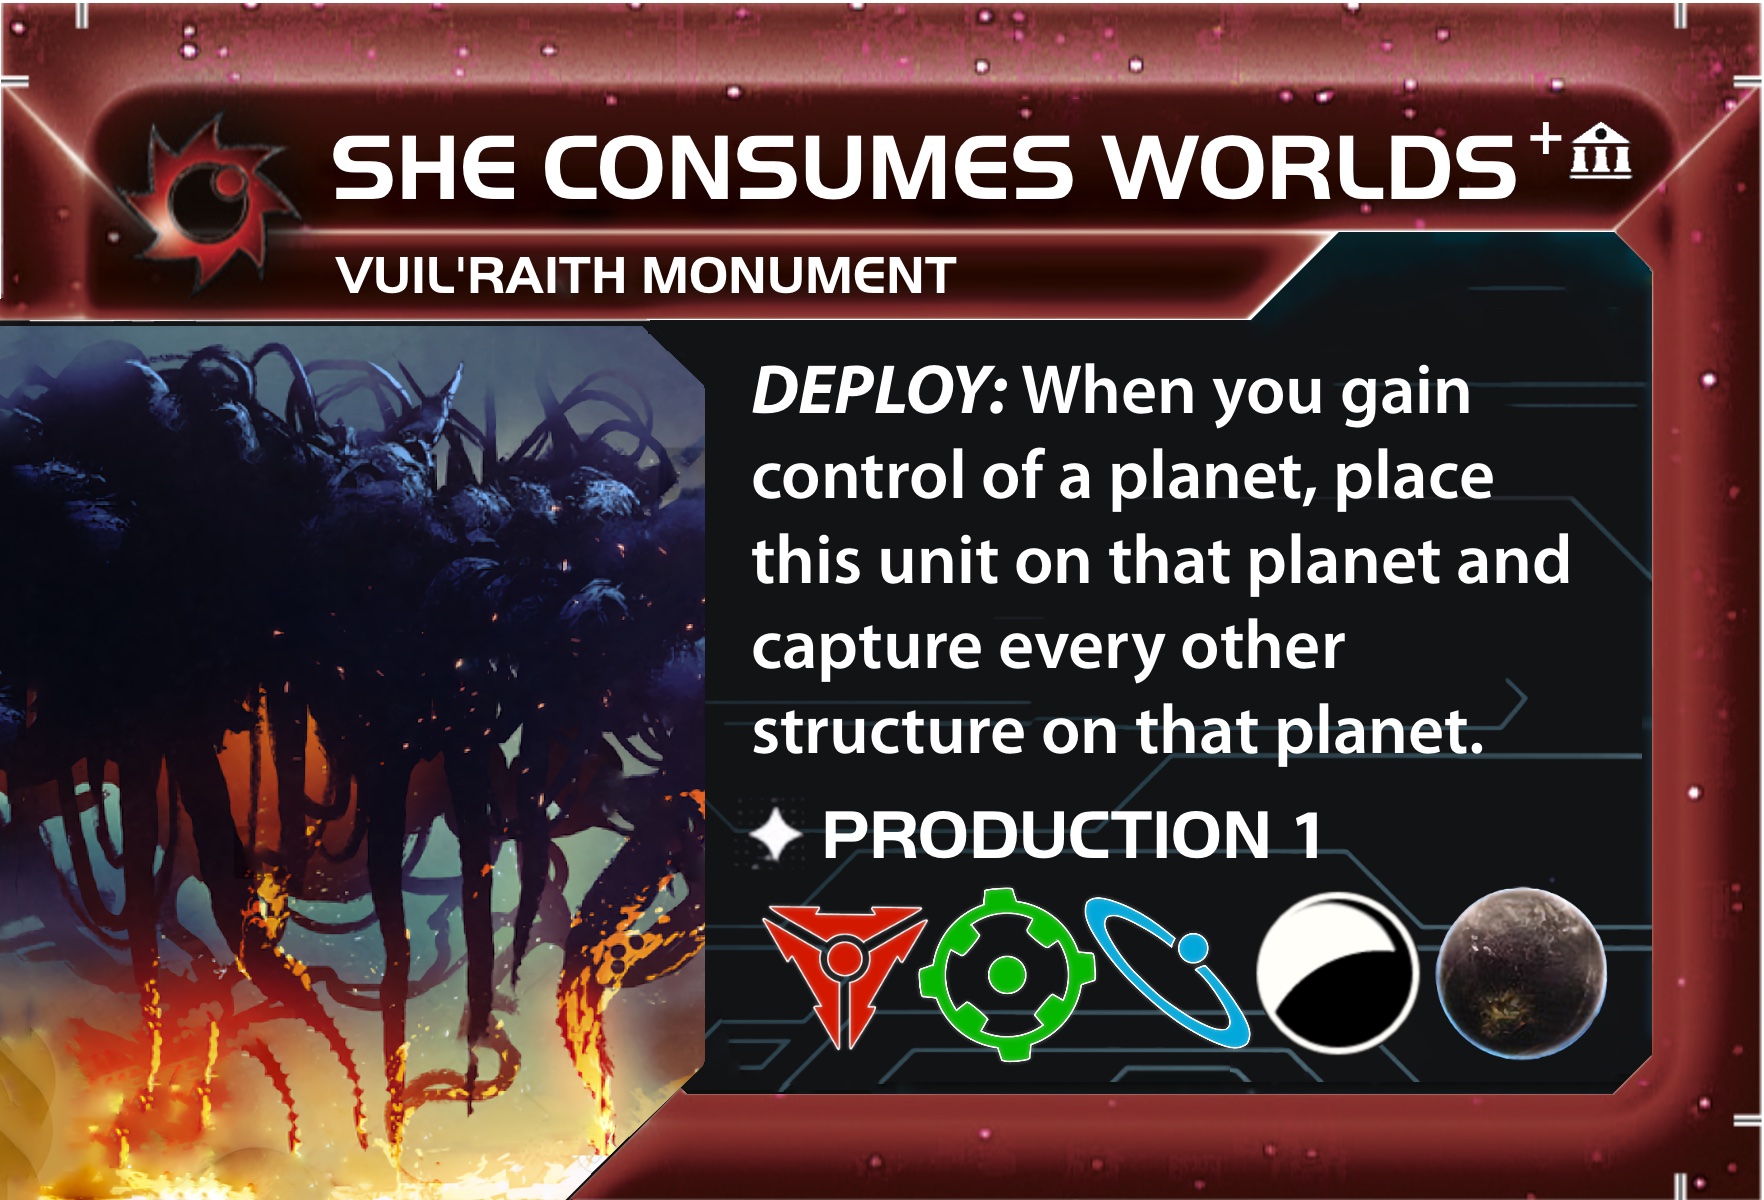 SHE CONSUMES WORLDS+
VUIL'RAITH MONUMENT
DEPLOY: When you gain
control of a planet, place
this unit on that planet and
capture every other
structure on that planet.
PRODUCTION 1